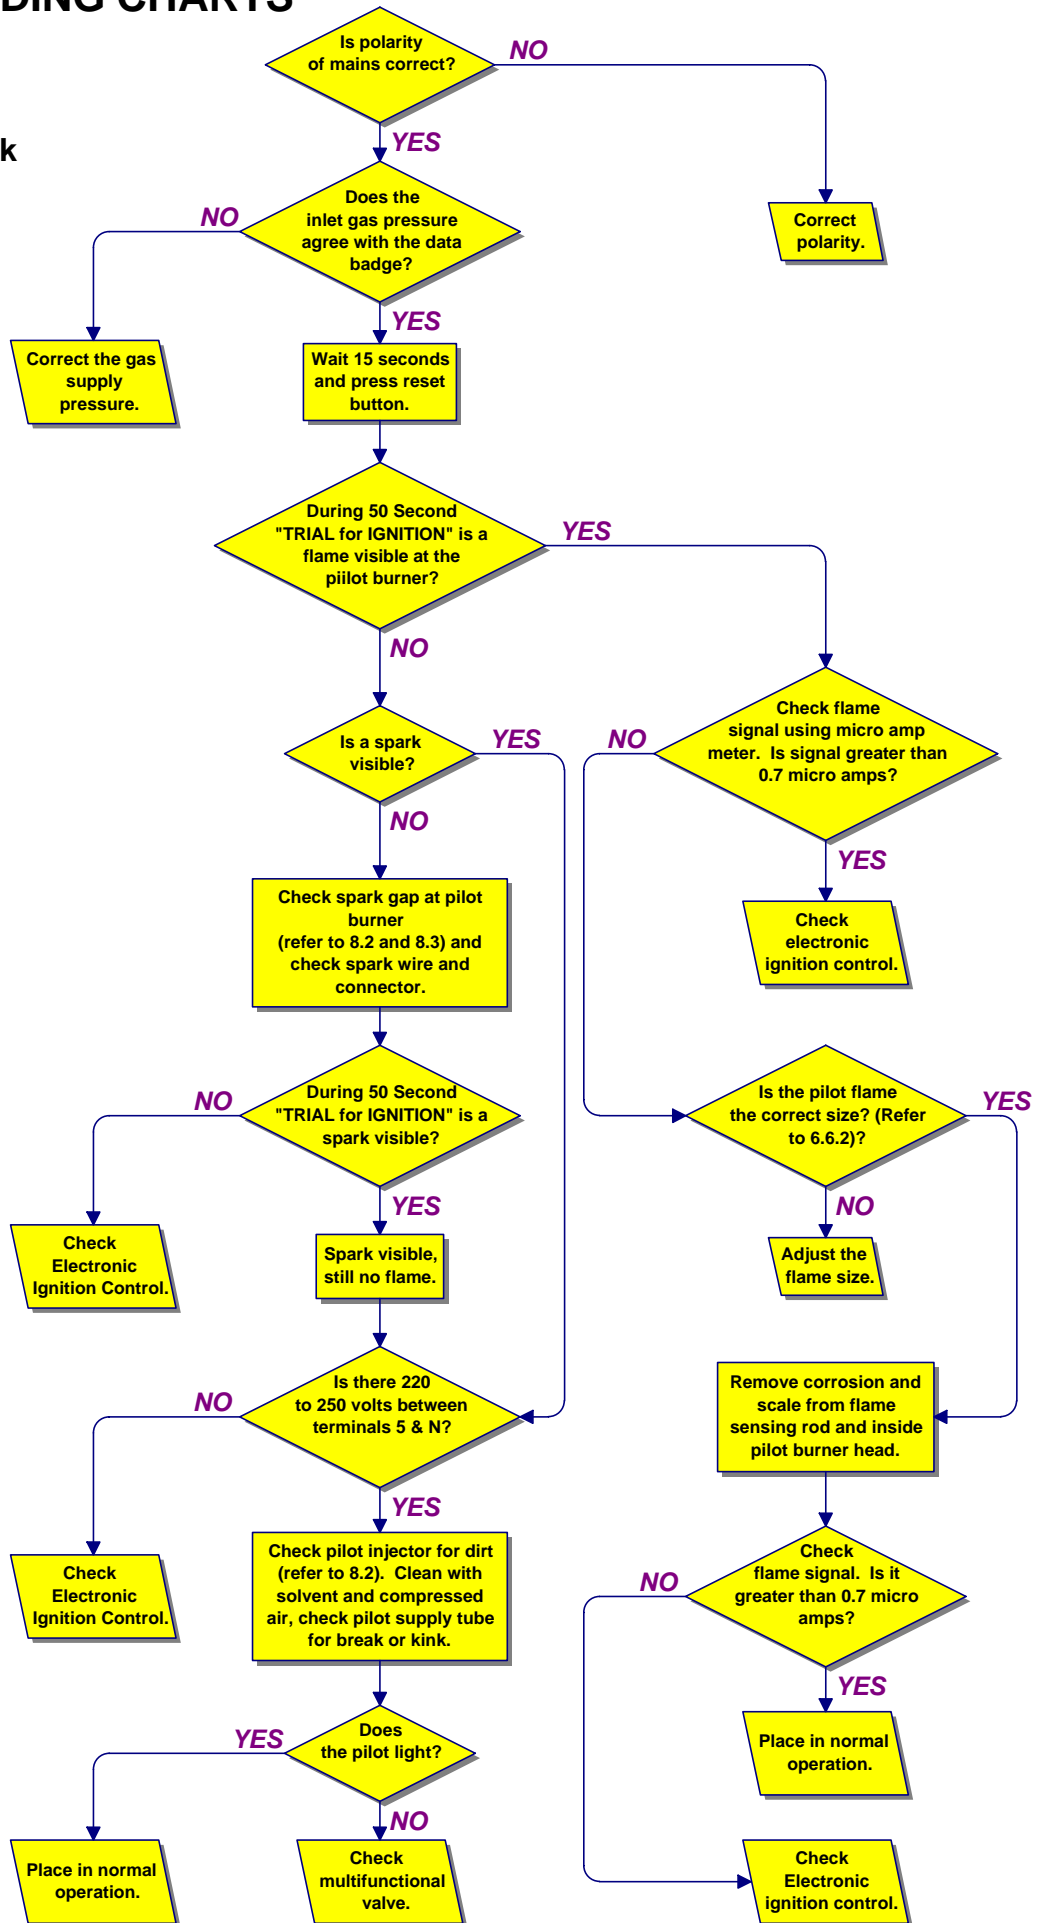 DING CHARTS
k
Is polarity
of mains correct?
NO
YES
Does the
inlet gas pressure
agree with the data
badge?
NO
Correct
polarity.
YES
Correct the gas
supply
pressure.
Wait 15 seconds
and press reset
button.
During 50 Second
"TRIAL for IGNITION" is a
flame visible at the
piilot burner?
YES
NO
Check flame
signal using micro amp
meter. Is signal greater than
0.7 micro amps?
Is a spark
visible?
YES
NO
NO
YES
Check spark gap at pilot
burner
(refer to 8.2 and 8.3) and
check spark wire and
connector.
Check
electronic
ignition control.
During 50 Second
"TRIAL for IGNITION" is a
spark visible?
NO
Is the pilot flame
the correct size? (Refer
to 6.6.2)?
YES
YES
NO
Check
Electronic
Ignition Control.
Spark visible,
still no flame.
Adjust the
flame size.
Is there 220
to 250 volts between
terminals 5 & N?
NO
Remove corrosion and
scale from flame
sensing rod and inside
pilot burner head.
YES
Check
Electronic
Ignition Control.
Check pilot injector for dirt
(refer to 8.2). Clean with
solvent and compressed
air, check pilot supply tube
for break or kink.
Check
flame signal. Is it
greater than 0.7 micro
amps?
NO
YES
Does
the pilot light?
YES
Place in normal
operation.
NO
Place in normal
operation.
Check
multifunctional
valve.
Check
Electronic
ignition control.